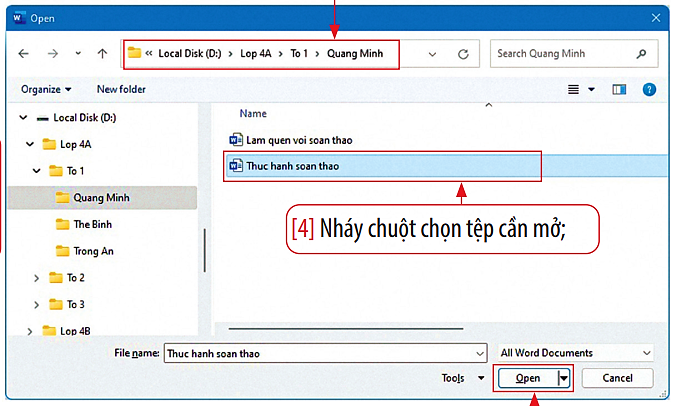 Open
« Local Disk (D:) > Lop 4A > To 1 > Quang Minh
Search Quang Minh
Organize
New folder
Local Disk (D:)
Lop 4A
To 1
Quang Minh
The Binh
Trong An
To 2
To 3
Lop 4B
Name
Lam quen voi soan thao
Thuc hanh soan thao
[4] Nháy chuột chọn tệp cần mở;
File name: Thuc hanh soan thao
All Word Documents
Tools
Open
Cancel